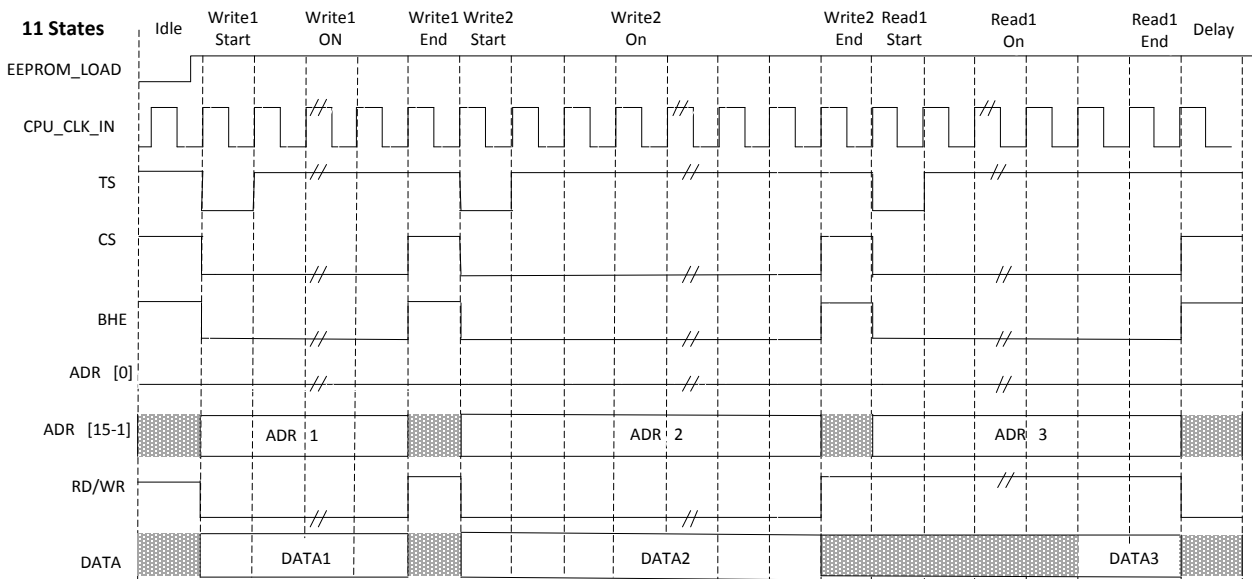 11 States
Idle
Write1 Start
Write1 ON
Write1 End
Write2 Start
Write2 On
Write2 End
Read1 Start
Read1 On
Read1 End
Delay
EEPROM_LOAD
CPU_CLK_IN
TS
CS
BHE
ADR [0]
ADR [15-1]
ADR 1
ADR 2
ADR 3
RD/WR
DATA
DATA1
DATA2
DATA3